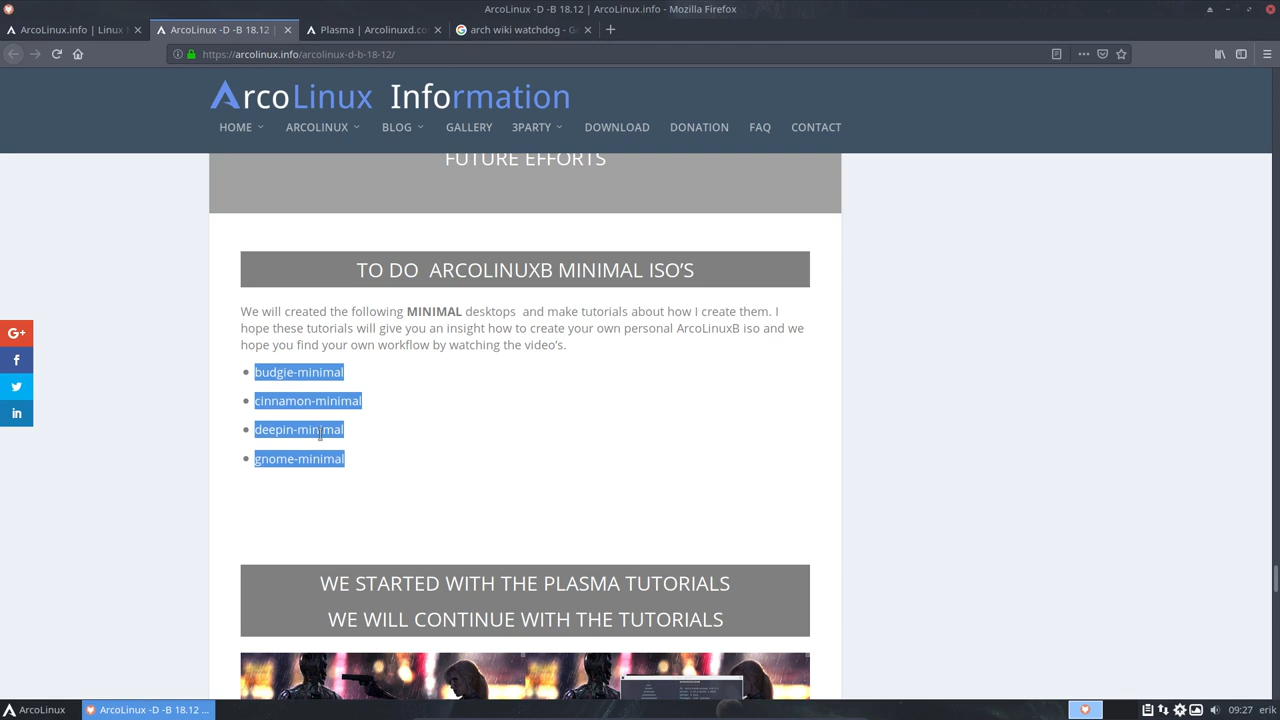 ArcoLinux -D -B 18.12 | ArcoLinux.info - Mozilla Firefox
ArcoLinux.info | Linux
ArcoLinux -D -B 18.12 |
Plasma | Arcolinuxd.co
arch wiki watchdog - G
https://arcolinux.info/arcolinux-d-b-18-12/
ArcoLinux Information
HOME ARCOLINUX BLOG GALLERY 3PARTY DOWNLOAD DONATION FAQ CONTACT
FUTURE EFFORTS
TO DO ARCOLINUXB MINIMAL ISO'S
We will created the following MINIMAL desktops and make tutorials about how I create them. I
hope these tutorials will give you an insight how to create your own personal ArcoLinuxB iso and we
hope you find your own workflow by watching the video's.
budgie-minimal
cinnamon-minimal
deepin-minimal
gnome-minimal
WE STARTED WITH THE PLASMA TUTORIALS
WE WILL CONTINUE WITH THE TUTORIALS
ArcoLinux
ArcoLinux -D -B 18.12 ...
09:27 erik